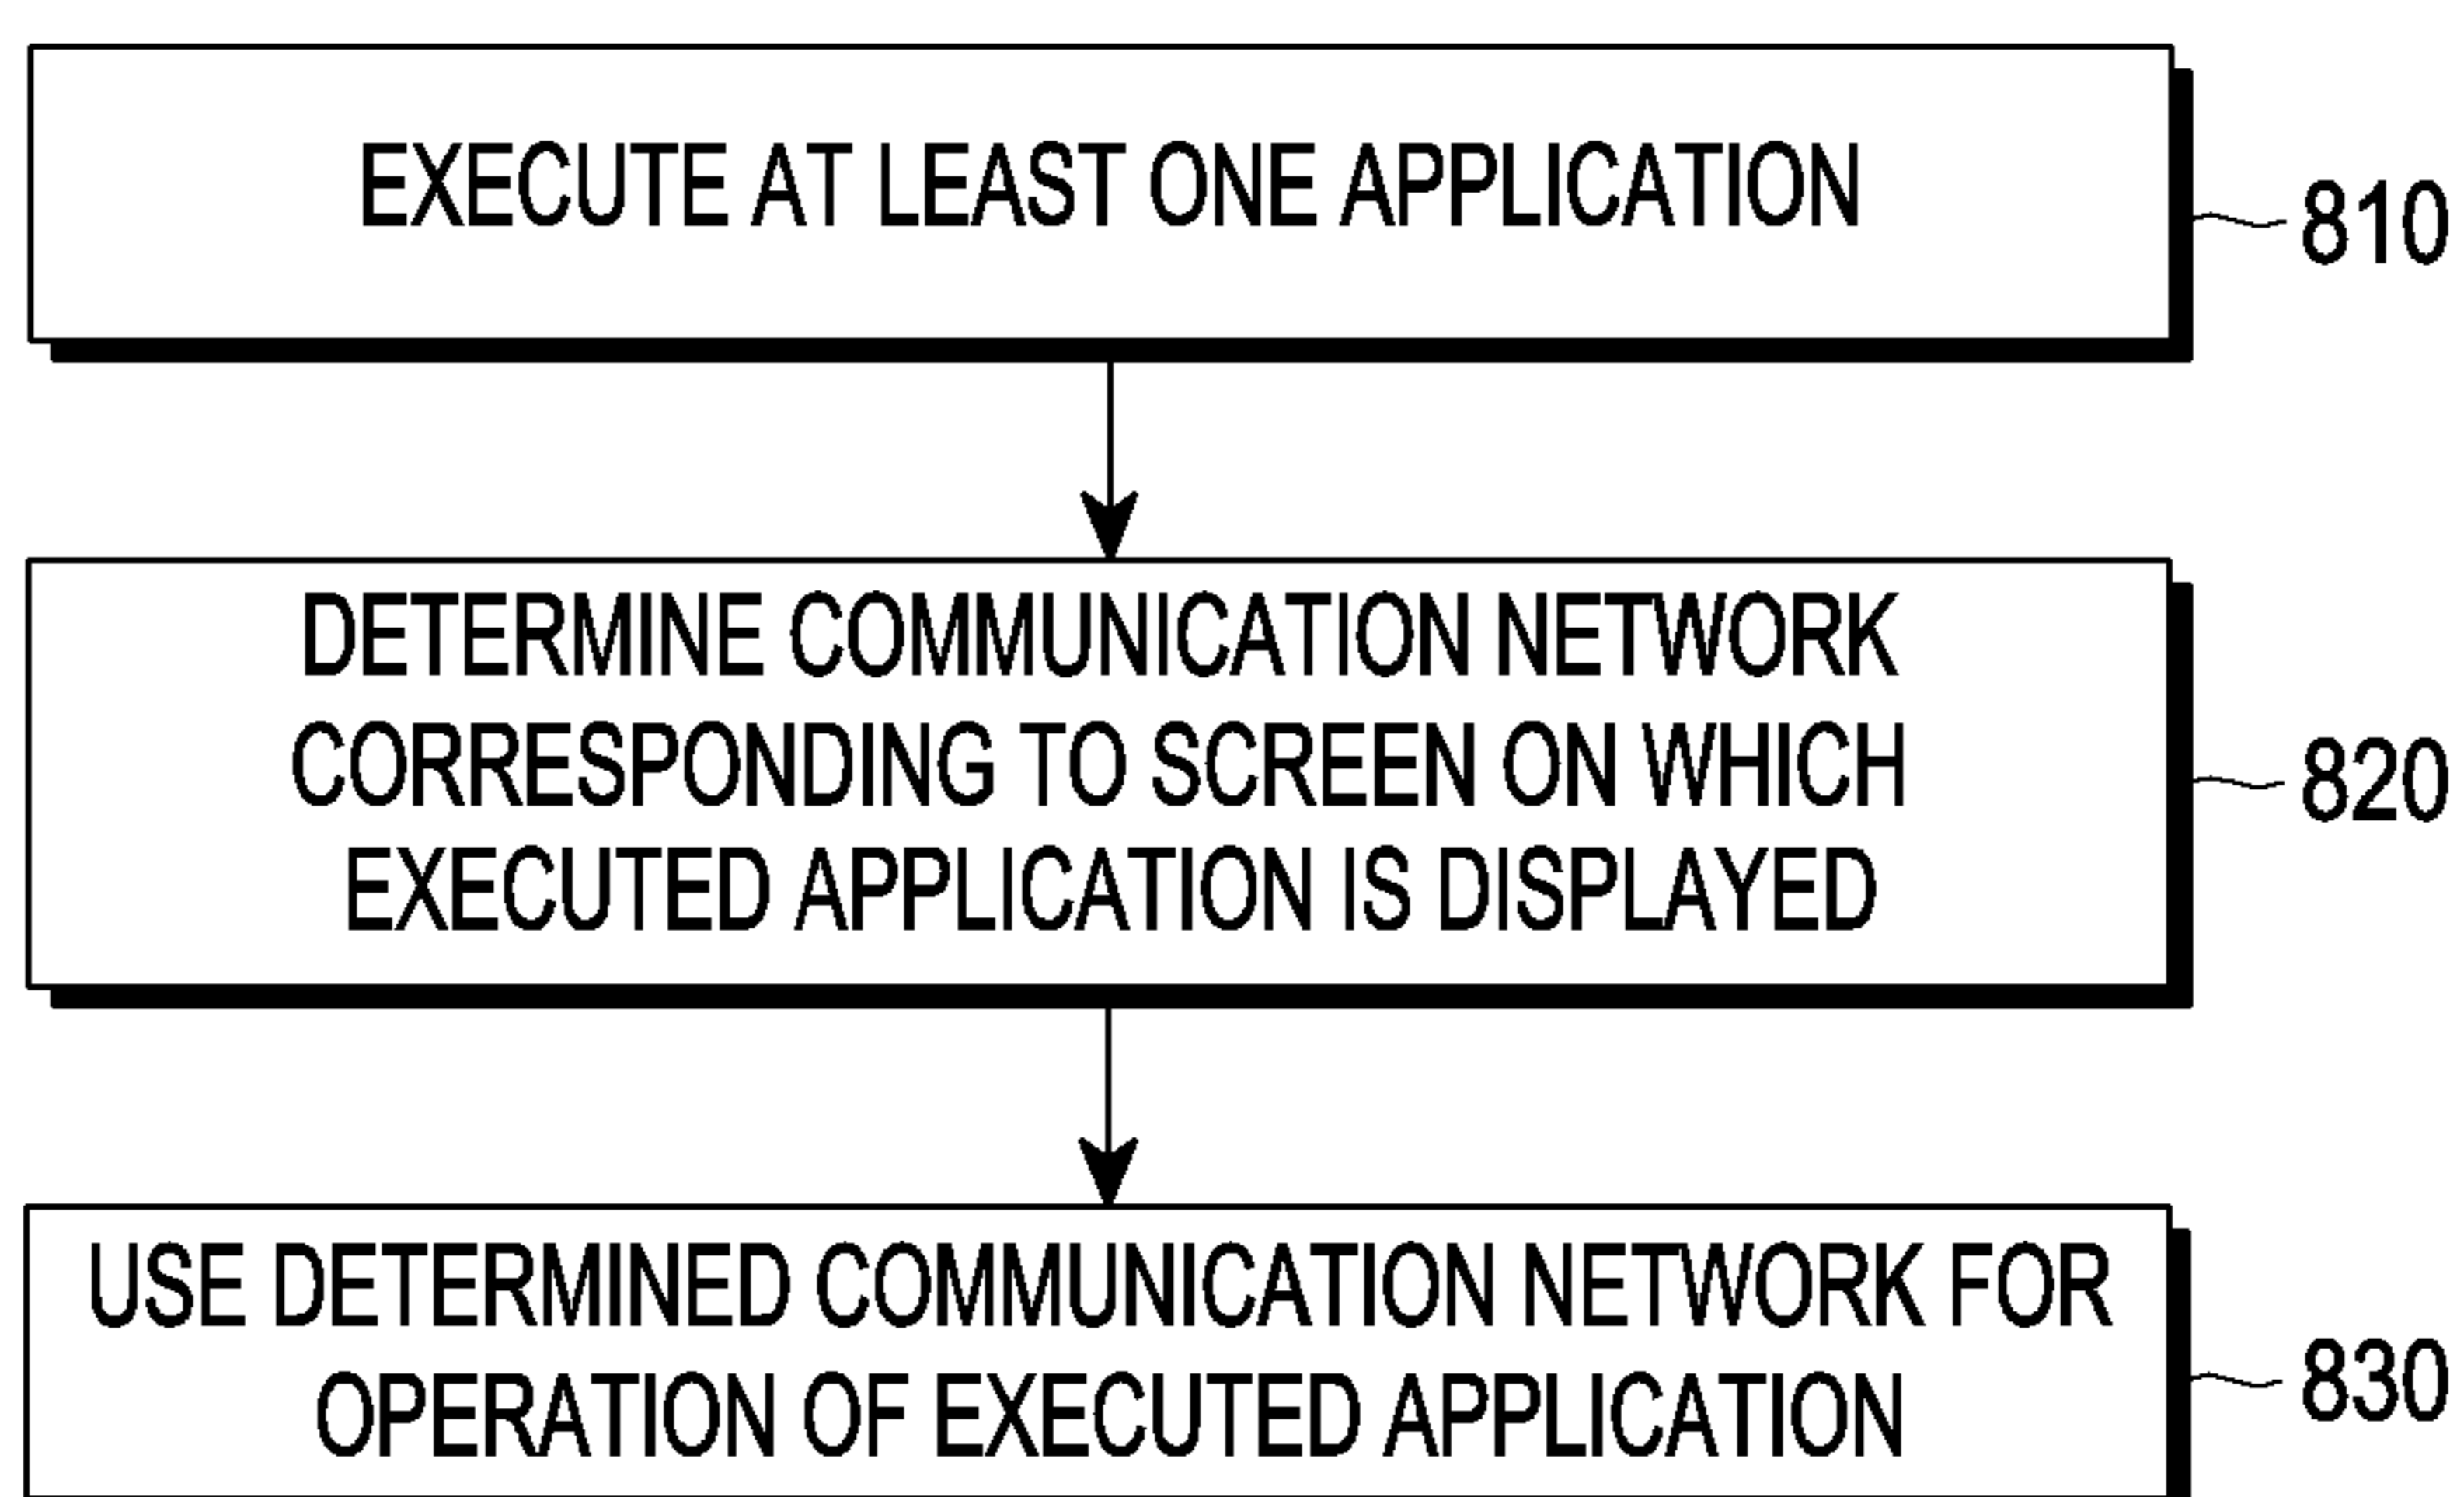 EXECUTE AT LEAST ONE APPLICATION
810
DETERMINE COMMUNICATION NETWORK
CORRESPONDING TO SCREEN ON WHICH
EXECUTED APPLICATION IS DISPLAYED
820
USE DETERMINED COMMUNICATION NETWORK FOR
OPERATION OF EXECUTED APPLICATION
830